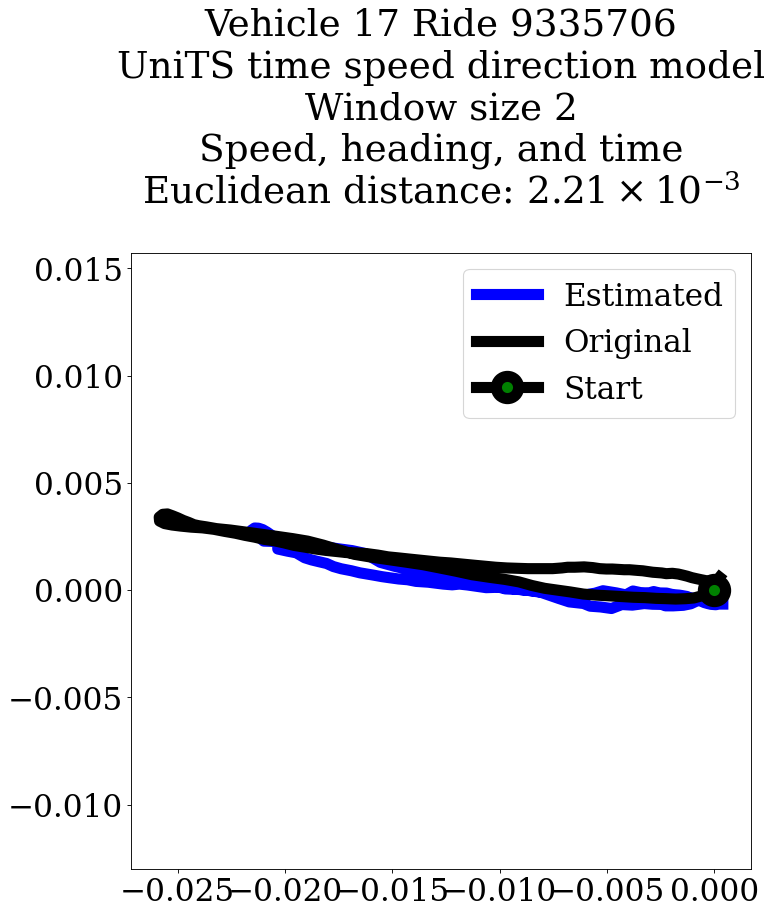 Vehicle 17 Ride 9335706
UniTS time speed direction model
Window size 2
Speed, heading, and time
Euclidean distance: 2.21 × 10⁻³
Estimated
Original
Start
0.015
0.010
0.005
0.000
−0.005
−0.010
−0.025 −0.020 −0.015 −0.010 −0.005 0.000